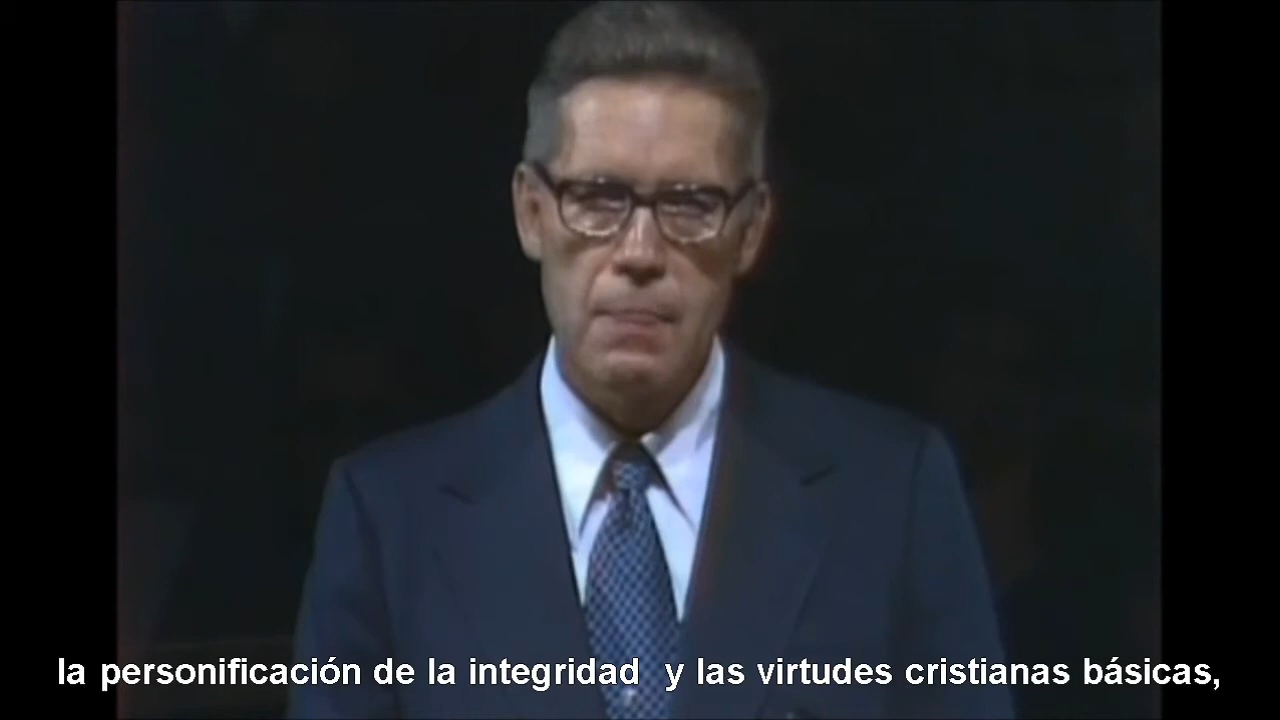 la personificación de la integridad  y las virtudes cristianas básicas,